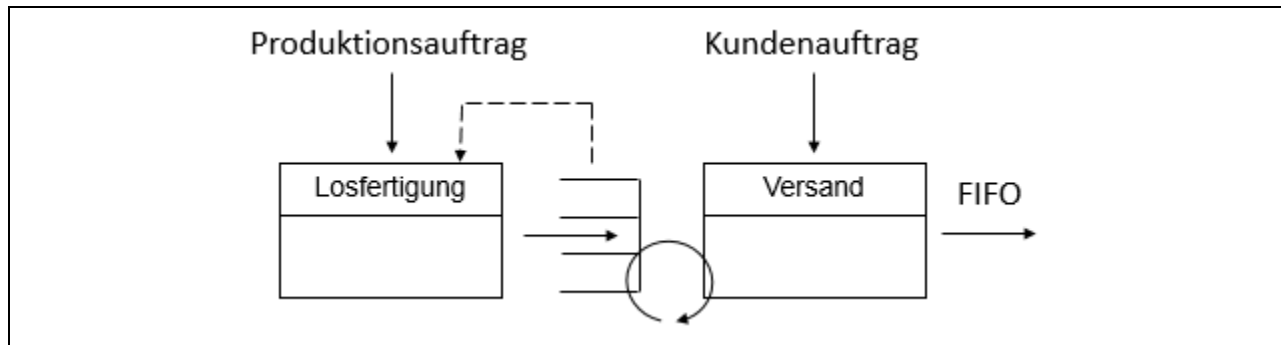 Produktionsauftrag
Kundenauftrag
Losfertigung
Versand
FIFO